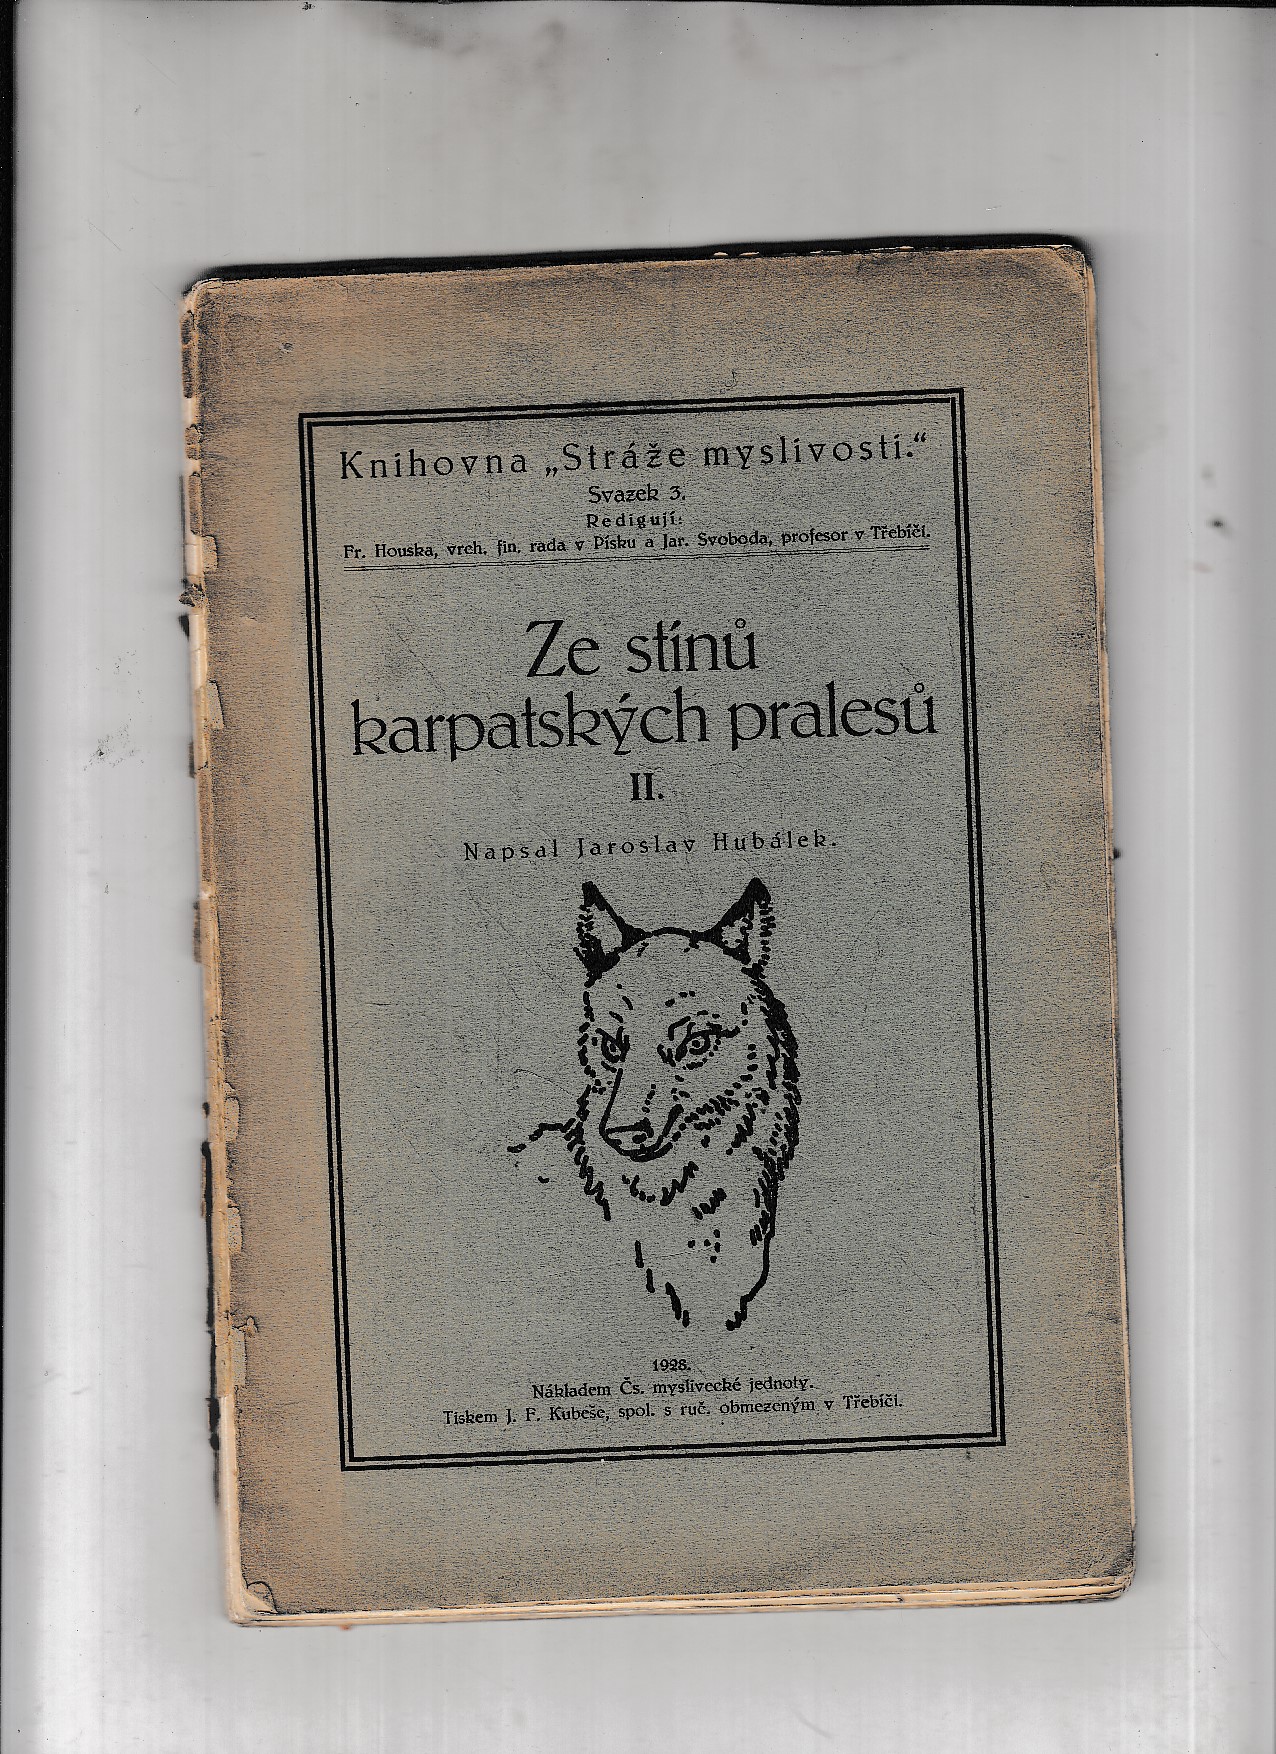 Knihovna „Stráže myslivosti.“
Svazek 3.
Redigují:
Fr. Houska, vrch. fin. rada v Písku a Jar. Svoboda, profesor v Třebíči.
Ze stínů
karpatských pralesů
II.
Napsal Jaroslav Hubálek.
1928.
Nákladem Čs. myslivecké jednoty.
Tiskem J. F. Kubeše, spol. s ruč. obmezeným v Třebíči.